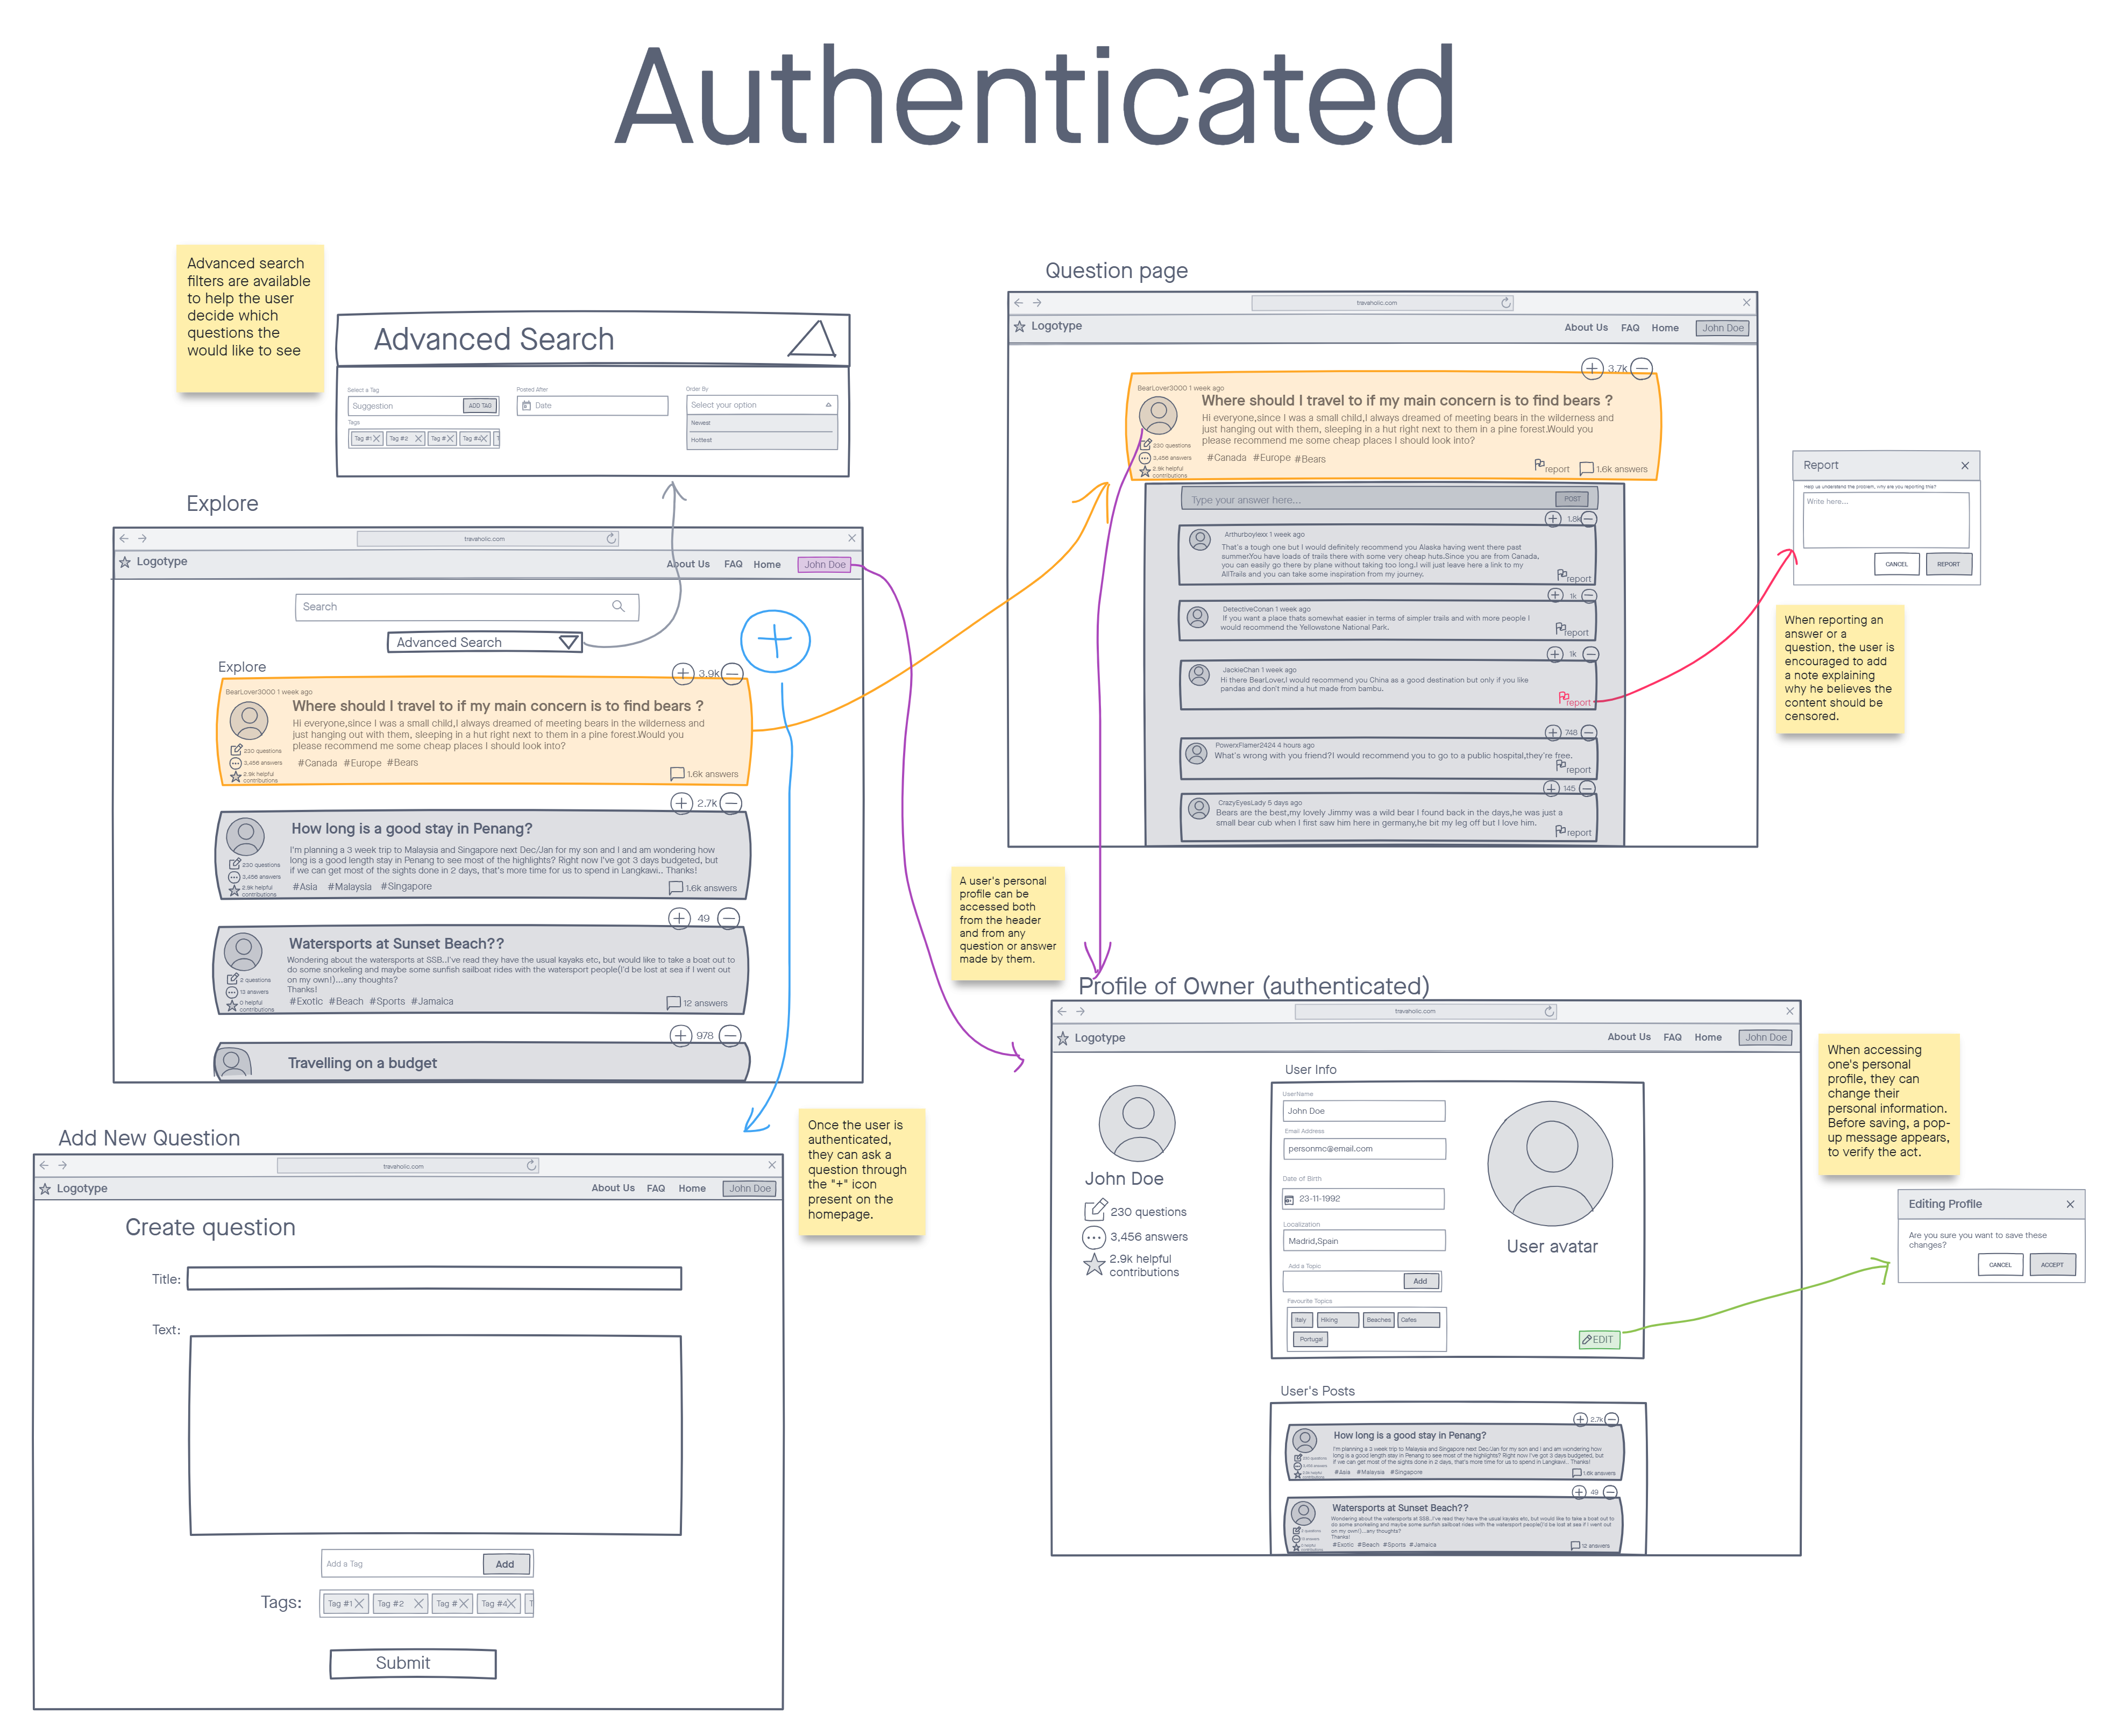 Authenticated
Advanced search
filters are available
to help the user
decide which
questions the
would like to see
Advanced Search
Select a Tag
Suggestion
ADD TAG
Tags
Tag #1
Tag #2
Tag #
Tag #4
T
Posted After
Date
Order By
Select your option
Newest
Hottest
Explore
travaholic.com
Logotype
About Us
FAQ
Home
John Doe
Search
Advanced Search
Explore
3.9k
BearLover3000 1 week ago
Where should I travel to if my main concern is to find bears ?
Hi everyone,since I was a small child,I always dreamed of meeting bears in the wilderness and
just hanging out with them, sleeping in a hut right next to them in a pine forest.Would you
please recommend me some cheap places I should look into?
230 questions
3,456 answers
2.9k helpful
contributions
#Canada #Europe #Bears
1.6k answers
2.7k
How long is a good stay in Penang?
I'm planning a 3 week trip to Malaysia and Singapore next Dec/Jan for my son and I and am wondering how
long is a good length stay in Penang to see most of the highlights? Right now I've got 3 days budgeted, but
if we can get most of the sights done in 2 days, that's more time for us to spend in Langkawi.. Thanks!
230 questions
3,456 answers
2.9k helpful
contributions
#Asia #Malaysia #Singapore
1.6k answers
49
Watersports at Sunset Beach??
Wondering about the watersports at SSB..I've read they have the usual kayaks etc, but would like to take a boat out to
do some snorkeling and maybe some sunfish sailboat rides with the watersport people(I'd be lost at sea if I went out
on my own!)...any thoughts?
Thanks!
2 questions
13 answers
0 helpful
contributions
#Exotic #Beach #Sports #Jamaica
12 answers
978
Travelling on a budget
Question page
travaholic.com
Logotype
About Us
FAQ
Home
John Doe
3.7k
BearLover3000 1 week ago
Where should I travel to if my main concern is to find bears ?
Hi everyone,since I was a small child,I always dreamed of meeting bears in the wilderness and
just hanging out with them, sleeping in a hut right next to them in a pine forest.Would you
please recommend me some cheap places I should look into?
230 questions
3,456 answers
2.9k helpful
contributions
#Canada #Europe #Bears
report
1.6k answers
Type your answer here...
POST
1.8k
Arthurboylexx 1 week ago
That's a tough one but I would definitely recommend you Alaska having went there past
summer.You have loads of trails there with some very cheap huts.Since you are from Canada,
you can easily go there by plane without taking too long.I will just leave here a link to my
AllTrails and you can take some inspiration from my journey.
report
1k
DetectiveConan 1 week ago
If you want a place thats somewhat easier in terms of simpler trails and with more people I
would recommend the Yellowstone National Park.
report
1k
JackieChan 1 week ago
Hi there BearLover,I would recommend you China as a good destination but only if you like
pandas and don't mind a hut made from bambu.
report
748
PowerxFlamer2424 4 hours ago
What's wrong with you friend?I would recommend you to go to a public hospital,they're free.
report
145
CrazyEyesLady 5 days ago
Bears are the best,my lovely Jimmy was a wild bear I found back in the days,he was just a
small bear cub when I first saw him here in germany,he bit my leg off but I love him.
report
Report
Help us understand the problem, why are you reporting this?
Write here...
CANCEL
REPORT
When reporting an
answer or a
question, the user is
encouraged to add
a note explaining
why he believes the
content should be
censored.
A user's personal
profile can be
accessed both
from the header
and from any
question or answer
made by them.
Add New Question
travaholic.com
Logotype
About Us
FAQ
Home
John Doe
Create question
Title:
Text:
Add a Tag
Add
Tags:
Tag #1
Tag #2
Tag #
Tag #4
T
Submit
Once the user is
authenticated,
they can ask a
question through
the "+" icon
present on the
homepage.
Profile of Owner (authenticated)
travaholic.com
Logotype
About Us
FAQ
Home
John Doe
John Doe
230 questions
3,456 answers
2.9k helpful
contributions
User Info
UserName
John Doe
Email Address
personmc@email.com
Date of Birth
23-11-1992
Localization
Madrid,Spain
Add a Topic
Add
Favourite Topics
Italy
Hiking
Beaches
Cafes
Portugal
User avatar
EDIT
User's Posts
2.7k
How long is a good stay in Penang?
I'm planning a 3 week trip to Malaysia and Singapore next Dec/Jan for my son and I and am wondering how
long is a good length stay in Penang to see most of the highlights? Right now I've got 3 days budgeted, but
if we can get most of the sights done in 2 days, that's more time for us to spend in Langkawi.. Thanks!
230 questions
3,456 answers
2.9k helpful
contributions
#Asia #Malaysia #Singapore
1.6k answers
49
Watersports at Sunset Beach??
Wondering about the watersports at SSB..I've read they have the usual kayaks etc, but would like to take a boat out to
do some snorkeling and maybe some sunfish sailboat rides with the watersport people(I'd be lost at sea if I went out
on my own!)...any thoughts?
Thanks!
2 questions
13 answers
0 helpful
contributions
#Exotic #Beach #Sports #Jamaica
12 answers
When accessing
one's personal
profile, they can
change their
personal information.
Before saving, a pop-
up message appears,
to verify the act.
Editing Profile
Are you sure you want to save these
changes?
CANCEL
ACCEPT